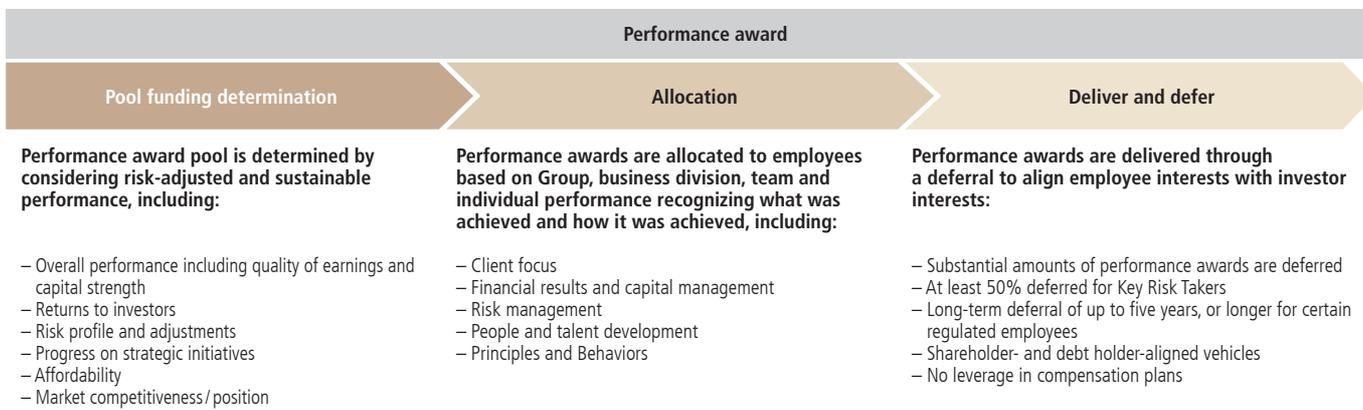 Performance award
Pool funding determination
Allocation
Deliver and defer
Performance award pool is determined by
considering risk-adjusted and sustainable
performance, including:
– Overall performance including quality of earnings and
capital strength
– Returns to investors
– Risk profile and adjustments
– Progress on strategic initiatives
– Affordability
– Market competitiveness / position
Performance awards are allocated to employees
based on Group, business division, team and
individual performance recognizing what was
achieved and how it was achieved, including:
– Client focus
– Financial results and capital management
– Risk management
– People and talent development
– Principles and Behaviors
Performance awards are delivered through
a deferral to align employee interests with investor
interests:
– Substantial amounts of performance awards are deferred
– At least 50% deferred for Key Risk Takers
– Long-term deferral of up to five years, or longer for certain
regulated employees
– Shareholder- and debt holder-aligned vehicles
– No leverage in compensation plans